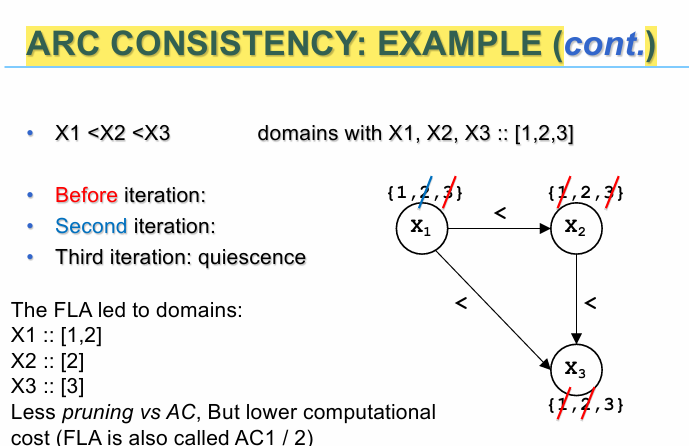 ARC CONSISTENCY: EXAMPLE (cont.)
• X1 <X2 <X3 domains with X1, X2, X3 :: [1,2,3]
• Before iteration:
• Second iteration:
• Third iteration: quiescence
{1,2,3} {1,2,3}
X1 < X2
< <
X3
{1,2,3}
The FLA led to domains:
X1 :: [1,2]
X2 :: [2]
X3 :: [3]
Less pruning vs AC, But lower computational
cost (FLA is also called AC1 / 2)